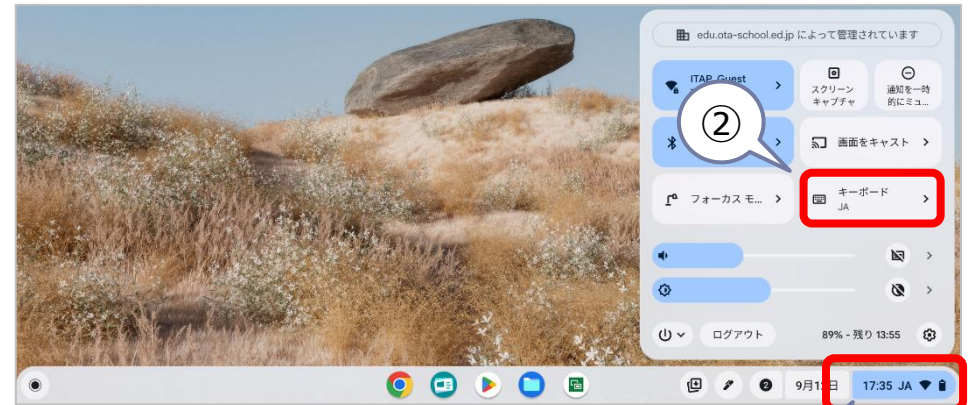 edu.ota-school.ed.jp によって管理されています
ITAP_Guest
スクリーン
キャプチャ
通知を一時
的にミュ...
②
画面をキャスト
フォーカス モ...
キーボード
JA
ログアウト
89% - 残り 13:55
2
9月1 日
17:35 JA